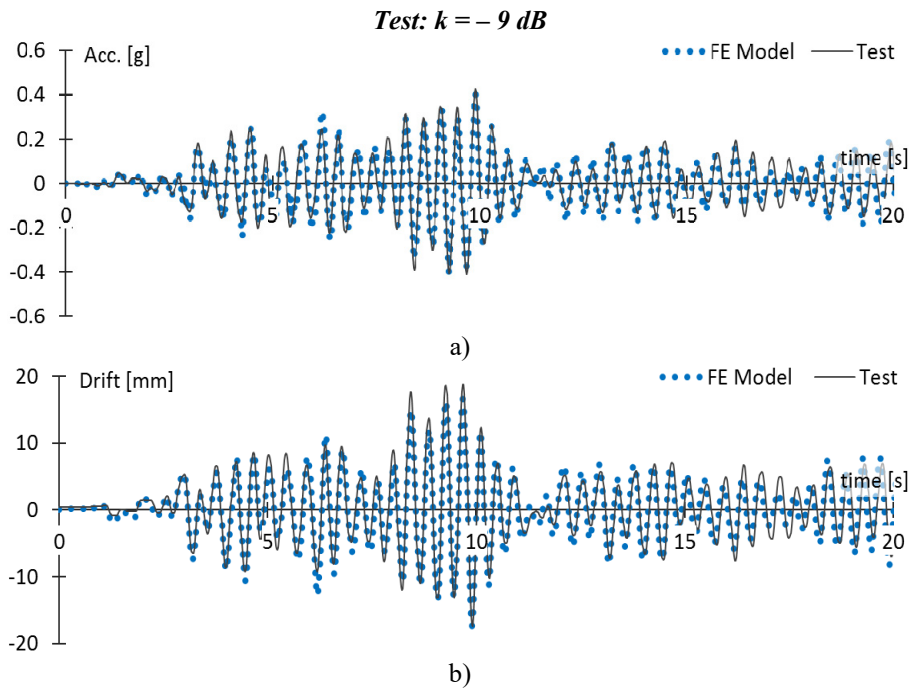 Test: k = – 9 dB
Acc. [g]
FE Model
Test
0.6
0.4
0.2
0
-0.2
-0.4
-0.6
time [s]
0
5
10
15
20
a)
Drift [mm]
FE Model
Test
20
10
0
-10
-20
time [s]
0
5
10
15
20
b)